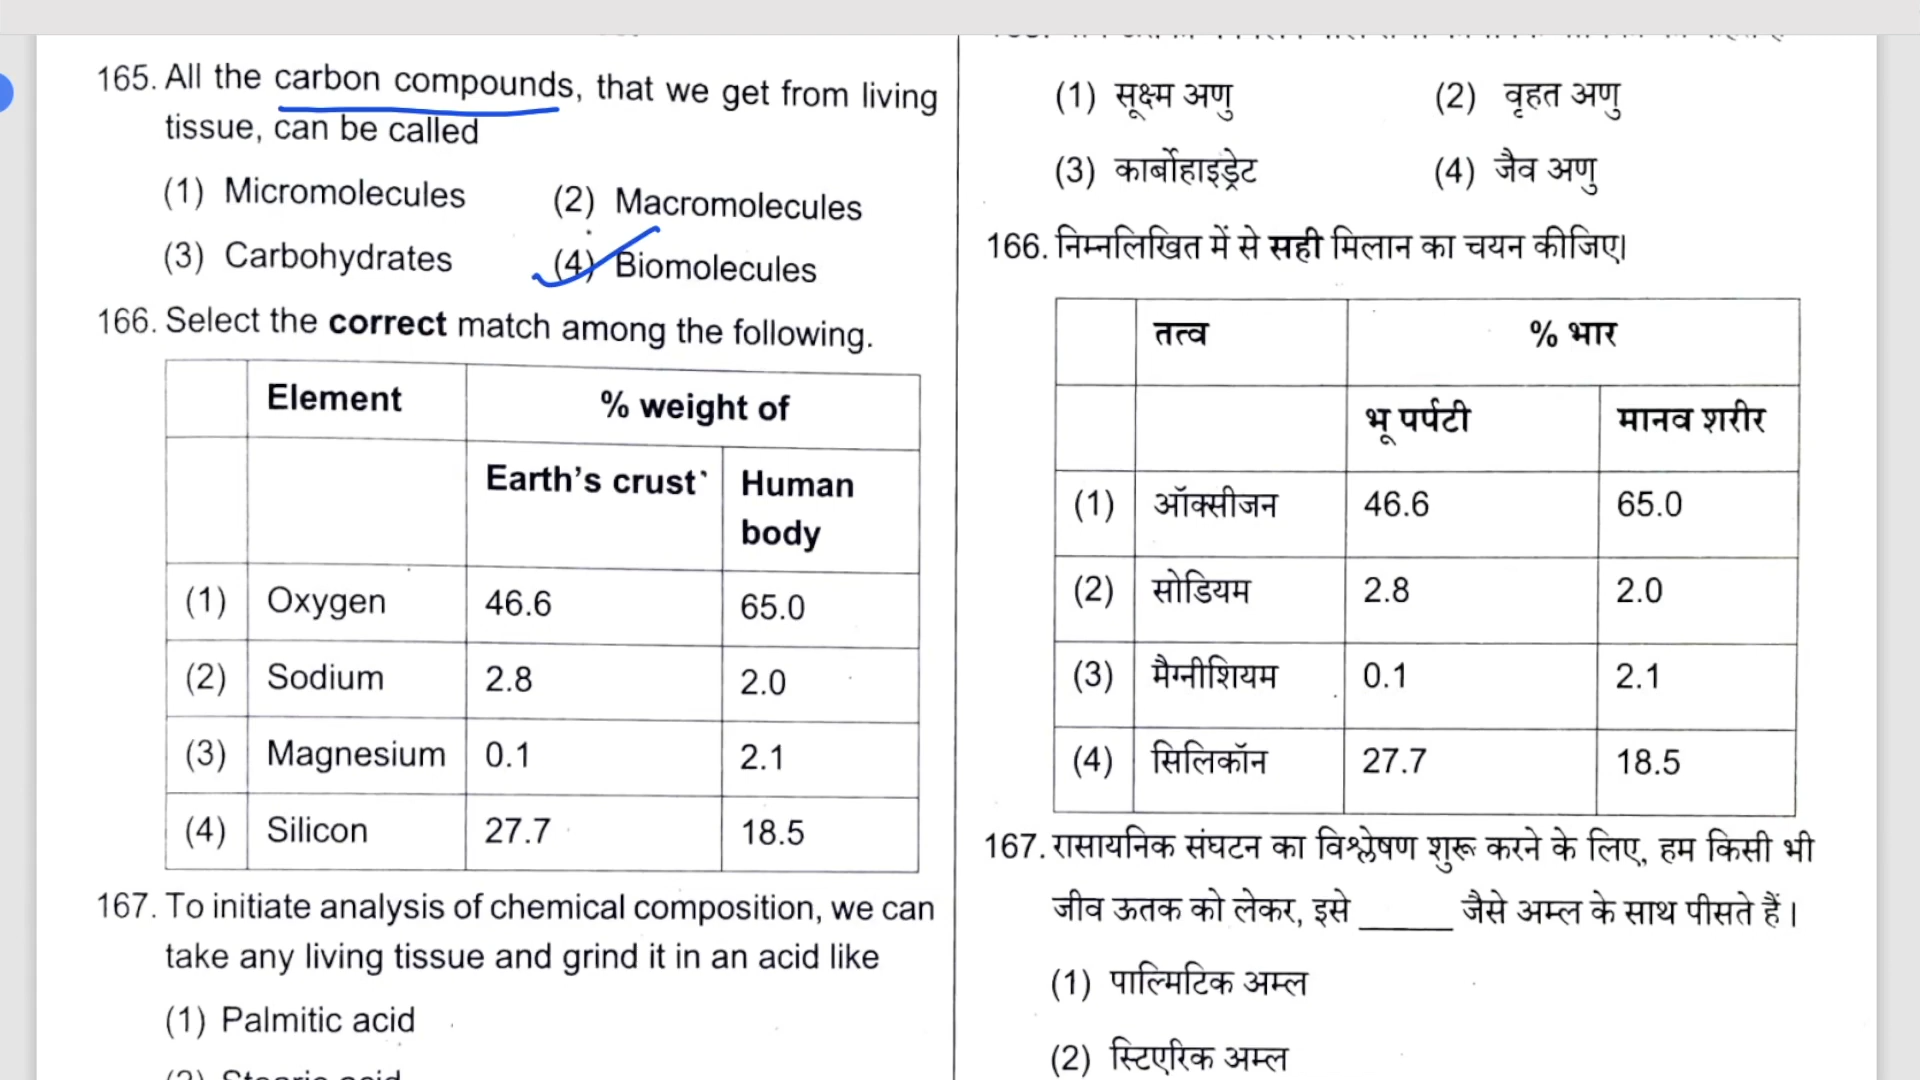 165. All the carbon compounds, that we get from living
tissue, can be called
(1) Micromolecules (2) Macromolecules
(3) Carbohydrates (4) Biomolecules
166. Select the correct match among the following.
Element % weight of
Earth's crust Human
body
(1) Oxygen 46.6 65.0
(2) Sodium 2.8 2.0
(3) Magnesium 0.1 2.1
(4) Silicon 27.7 18.5
167. To initiate analysis of chemical composition, we can
take any living tissue and grind it in an acid like
(1) Palmitic acid
(2) Stearic acid
(1) सूक्ष्म अणु (2) वृहत अणु
(3) कार्बोहाइड्रेट (4) जैव अणु
166. निम्नलिखित में से सही मिलान का चयन कीजिए।
तत्व % भार
भू पर्पटी मानव शरीर
(1) ऑक्सीजन 46.6 65.0
(2) सोडियम 2.8 2.0
(3) मैग्नीशियम 0.1 2.1
(4) सिलिकॉन 27.7 18.5
167. रासायनिक संघटन का विश्लेषण शुरू करने के लिए, हम किसी भी
जीव ऊतक को लेकर, इसे _____ जैसे अम्ल के साथ पीसते हैं।
(1) पाल्मिटिक अम्ल
(2) स्टिएरिक अम्ल